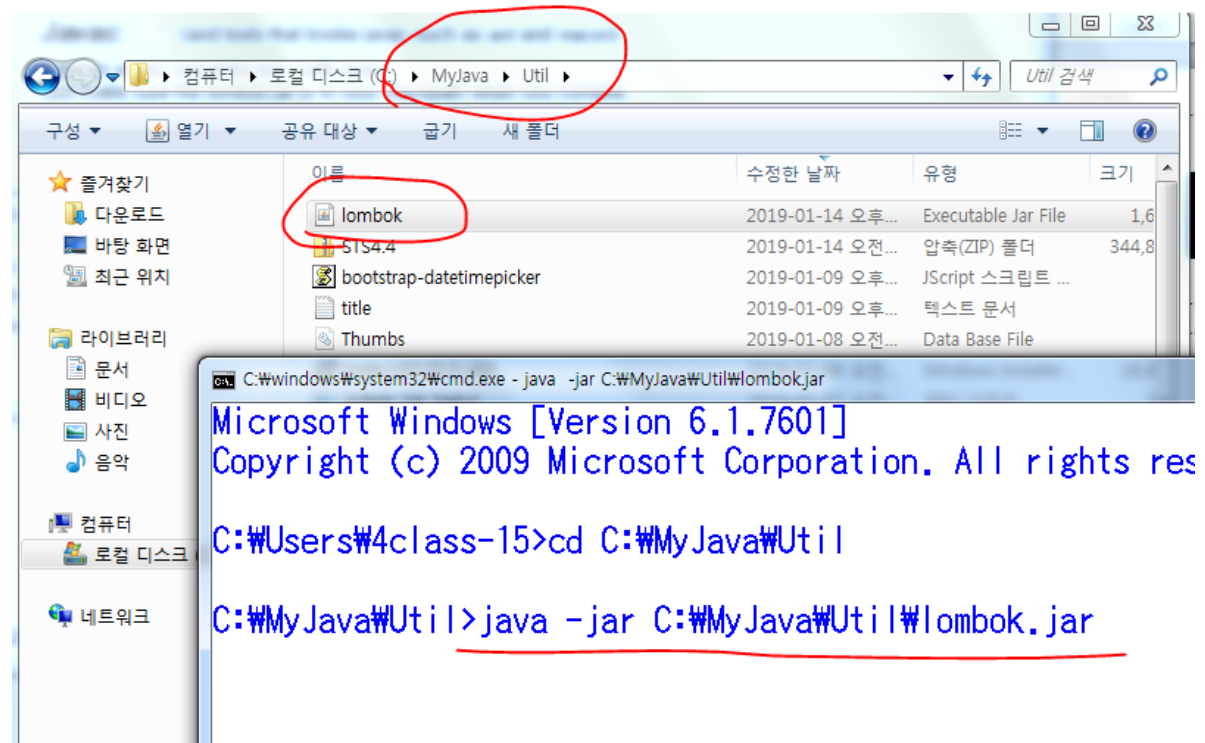 컴퓨터 ▸ 로컬 디스크 (C:) ▸ MyJava ▸ Util ▸
Util 검색
구성 ▼ 열기 ▼ 공유 대상 ▼ 굽기 새 폴더
이름 수정한 날짜 유형 크기
즐겨찾기
다운로드
바탕 화면
최근 위치
라이브러리
문서
비디오
사진
음악
컴퓨터
로컬 디스크
네트워크
lombok 2019-01-14 오후... Executable Jar File 1,6
STS4.4 2019-01-14 오전... 압축(ZIP) 폴더 344,8
bootstrap-datetimepicker 2019-01-09 오후... JScript 스크립트 ...
title 2019-01-09 오후... 텍스트 문서
Thumbs 2019-01-08 오전... Data Base File
C:₩windows₩system32₩cmd.exe - java -jar C:₩MyJava₩Util₩lombok.jar
Microsoft Windows [Version 6.1.7601]
Copyright (c) 2009 Microsoft Corporation. All rights res
C:₩Users₩4class-15>cd C:₩MyJava₩Util
C:₩MyJava₩Util>java -jar C:₩MyJava₩Util₩lombok.jar